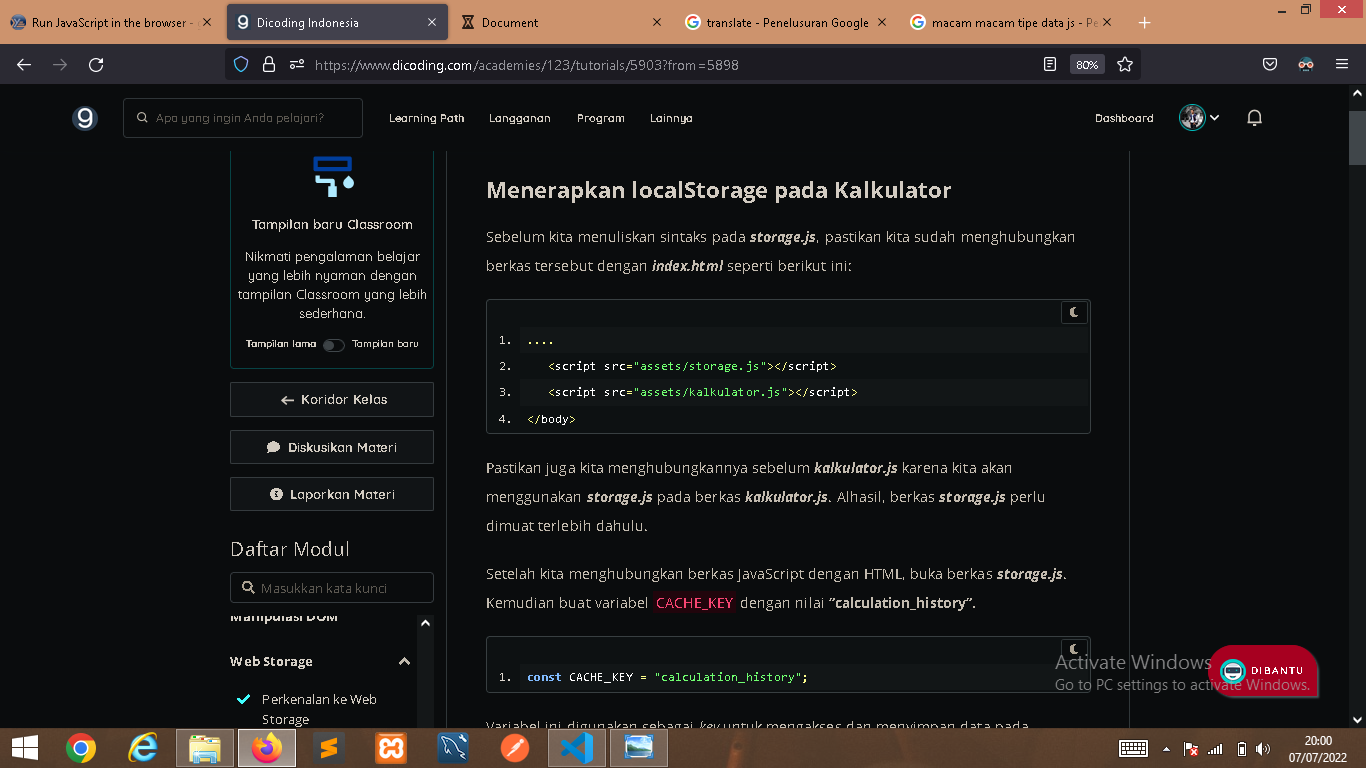 Run JavaScript in the browser -
Dicoding Indonesia
Document
translate - Penelusuran Google
macam macam tipe data js - Pe
https://www.dicoding.com/academies/123/tutorials/5903?from=5898
80%
Apa yang ingin Anda pelajari?
Learning Path
Langganan
Program
Lainnya
Dashboard
Tampilan baru Classroom
Nikmati pengalaman belajar
yang lebih nyaman dengan
tampilan Classroom yang lebih
sederhana.
Tampilan lama
Tampilan baru
Koridor Kelas
Diskusikan Materi
Laporkan Materi
Daftar Modul
Masukkan kata kunci
Manipulasi DOM
Web Storage
Perkenalan ke Web
Storage
Menerapkan localStorage pada Kalkulator
Sebelum kita menuliskan sintaks pada storage.js, pastikan kita sudah menghubungkan
berkas tersebut dengan index.html seperti berikut ini:
1. ....
2. <script src="assets/storage.js"></script>
3. <script src="assets/kalkulator.js"></script>
4. </body>
Pastikan juga kita menghubungkannya sebelum kalkulator.js karena kita akan
menggunakan storage.js pada berkas kalkulator.js. Alhasil, berkas storage.js perlu
dimuat terlebih dahulu.
Setelah kita menghubungkan berkas JavaScript dengan HTML, buka berkas storage.js.
Kemudian buat variabel CACHE_KEY dengan nilai ”calculation_history”.
1. const CACHE_KEY = "calculation_history";
Variabel ini digunakan sebagai key untuk mengakses dan menyimpan data pada
Activate Windows
Go to PC settings to activate Windows.
DIBANTU
20:00
07/07/2022